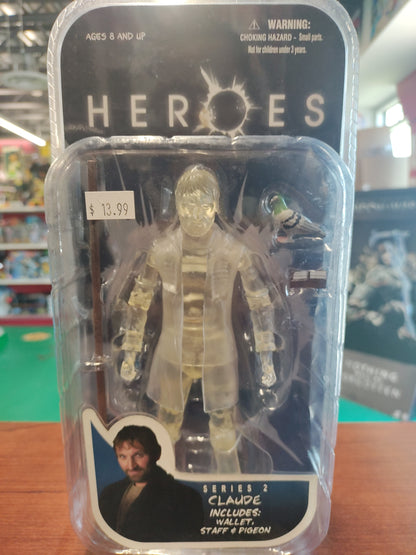 AGES 8 AND UP
WARNING:
CHOKING HAZARD - Small parts.
Not for children under 3 years.
HEROES
$ 13.99
SERIES 2
CLAUDE
INCLUDES:
WALLET,
STAFF & PIGEON